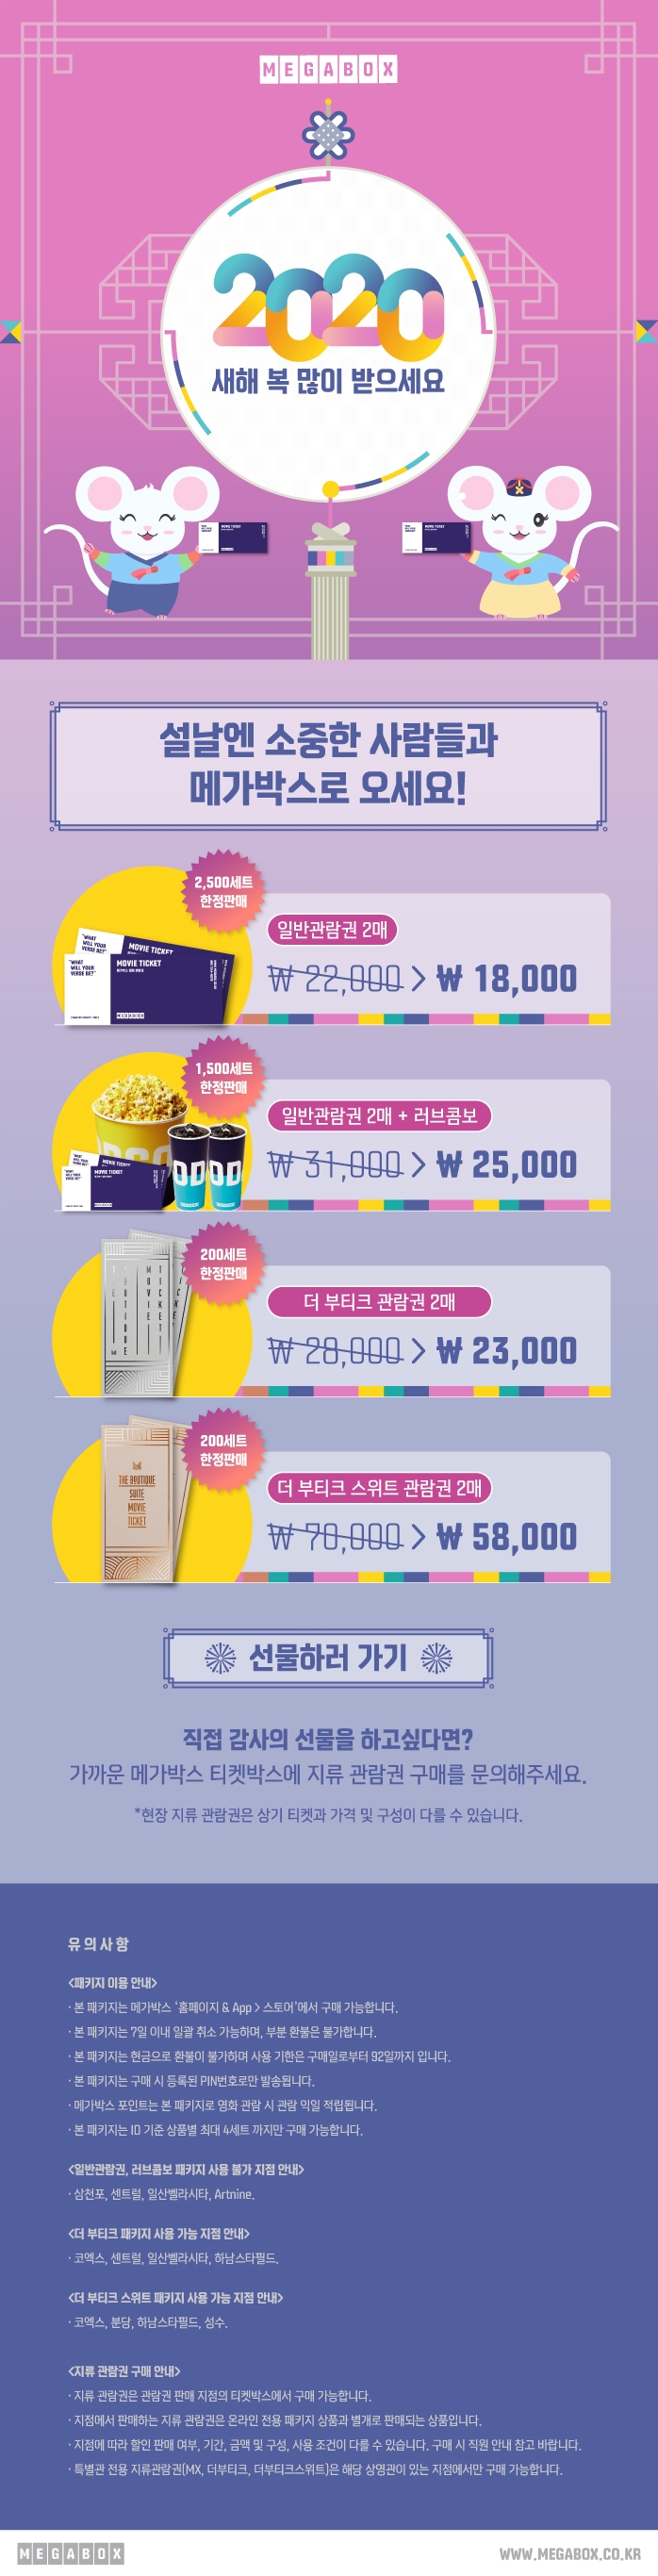 MEGABOX
2020
새해 복 많이 받으세요
설날엔 소중한 사람들과
메가박스로 오세요!
2,500세트
한정판매
일반관람권 2매
"WHAT
WILL YOUR
VERSE BE?"
MOVIE TICKET
₩ 22,000 > ₩ 18,000
1,500세트
한정판매
일반관람권 2매 + 러브콤보
MOVIE TICKET
₩ 31,000 > ₩ 25,000
200세트
한정판매
더 부티크 관람권 2매
₩ 28,000 > ₩ 23,000
200세트
한정판매
더 부티크 스위트 관람권 2매
THE BOUTIQUE
SUITE
MOVIE
TICKET
₩ 70,000 > ₩ 58,000
선물하러 가기
직접 감사의 선물을 하고싶다면?
가까운 메가박스 티켓박스에 지류 관람권 구매를 문의해주세요.
*현장 지류 관람권은 상기 티켓과 가격 및 구성이 다를 수 있습니다.
유의사항
<패키지 이용 안내>
· 본 패키지는 메가박스 ‘홈페이지 & App > 스토어’에서 구매 가능합니다.
· 본 패키지는 7일 이내 일괄 취소 가능하며, 부분 환불은 불가합니다.
· 본 패키지는 현금으로 환불이 불가하며 사용 기한은 구매일로부터 92일까지 입니다.
· 본 패키지는 구매 시 등록된 PIN번호로만 발송됩니다.
· 메가박스 포인트는 본 패키지로 영화 관람 시 관람 익일 적립됩니다.
· 본 패키지는 ID 기준 상품별 최대 4세트 까지만 구매 가능합니다.
<일반관람권, 러브콤보 패키지 사용 불가 지점 안내>
· 삼천포, 센트럴, 일산벨라시타, Artnine.
<더 부티크 패키지 사용 가능 지점 안내>
· 코엑스, 센트럴, 일산벨라시타, 하남스타필드.
<더 부티크 스위트 패키지 사용 가능 지점 안내>
· 코엑스, 분당, 하남스타필드, 성수.
<지류 관람권 구매 안내>
· 지류 관람권은 관람권 판매 지점의 티켓박스에서 구매 가능합니다.
· 지점에서 판매하는 지류 관람권은 온라인 전용 패키지 상품과 별개로 판매되는 상품입니다.
· 지점에 따라 할인 판매 여부, 기간, 금액 및 구성, 사용 조건이 다를 수 있습니다. 구매 시 직원 안내 참고 바랍니다.
· 특별관 전용 지류관람권(MX, 더부티크, 더부티크스위트)은 해당 상영관이 있는 지점에서만 구매 가능합니다.
MEGABOX
WWW.MEGABOX.CO.KR